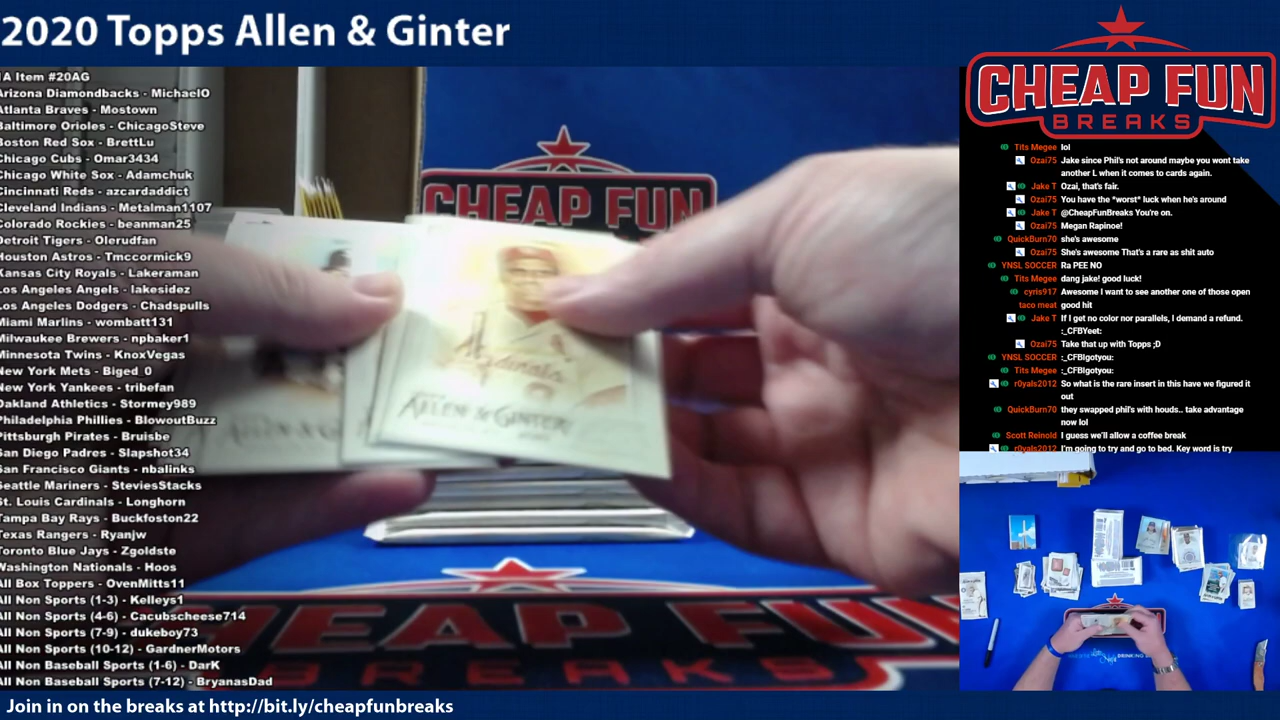 2020 Topps Allen & Ginter
1A Item #20AG
Arizona Diamondbacks - MichaelO
Atlanta Braves - Mostown
Baltimore Orioles - ChicagoSteve
Boston Red Sox - BrettLu
Chicago Cubs - Omar3434
Chicago White Sox - Adamchuk
Cincinnati Reds - azcardaddict
Cleveland Indians - Metalman1107
Colorado Rockies - beanman25
Detroit Tigers - Olerudfan
Houston Astros - Tmccormick9
Kansas City Royals - Lakeraman
Los Angeles Angels - lakesidez
Los Angeles Dodgers - Chadspulls
Miami Marlins - wombatt131
Milwaukee Brewers - npbaker1
Minnesota Twins - KnoxVegas
New York Mets - Biged_0
New York Yankees - tribefan
Oakland Athletics - Stormey989
Philadelphia Phillies - BlowoutBuzz
Pittsburgh Pirates - Bruisbe
San Diego Padres - Slapshot34
San Francisco Giants - nbalinks
Seattle Mariners - SteviesStacks
St. Louis Cardinals - Longhorn
Tampa Bay Rays - Buckfoston22
Texas Rangers - Ryanjw
Toronto Blue Jays - Zgoldste
Washington Nationals - Hoos
All Box Toppers - OvenMitts11
All Non Sports (1-3) - Kelleys1
All Non Sports (4-6) - Cacubscheese714
All Non Sports (7-9) - dukeboy73
All Non Sports (10-12) - GardnerMotors
All Non Baseball Sports (1-6) - DarK
All Non Baseball Sports (7-12) - BryanasDad
CHEAP FUN
ALLEN & GINTER
CHEAP FUN
BREAKS
CHEAP FUN
BREAKS
Tits Megee lol
Ozai75 Jake since Phil's not around maybe you wont take
another L when it comes to cards again.
Jake T Ozai, that's fair.
Ozai75 You have the *worst* luck when he's around
Jake T @CheapFunBreaks You're on.
Ozai75 Megan Rapinoe!
QuickBurn70 she's awesome
Ozai75 She's awesome That's a rare as shit auto
YNSL SOCCER Ra PEE NO
Tits Megee dang jake! good luck!
cyris917 Awesome I want to see another one of those open
taco meat good hit
Jake T If I get no color nor parallels, I demand a refund.
:_CFBYeet:
Ozai75 Take that up with Topps ;D
YNSL SOCCER :_CFBIgotyou:
Tits Megee :_CFBIgotyou:
r0yals2012 So what is the rare insert in this have we figured it
out
QuickBurn70 they swapped phil's with houds.. take advantage
now lol
Scott Reinold I guess we'll allow a coffee break
r0yals2012 I'm going to try and go to bed. Key word is try
Join in on the breaks at http://bit.ly/cheapfunbreaks